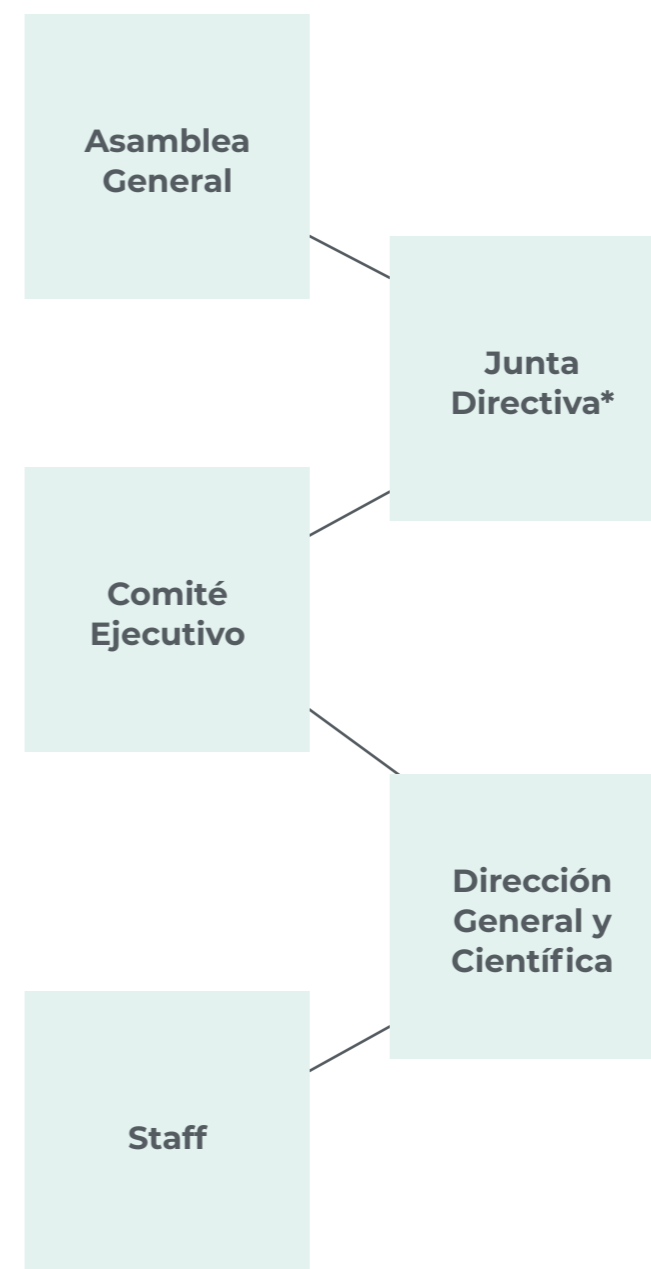 Asamblea
General
Junta
Directiva*
Comité
Ejecutivo
Dirección
General y
Científica
Staff